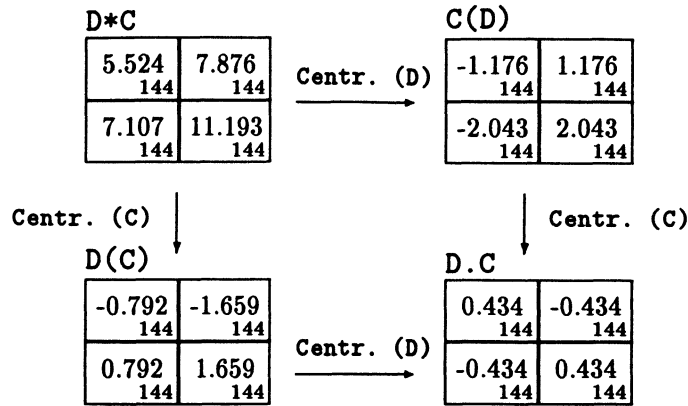 D*C C(D)
5.524 7.876 -1.176 1.176
144 144 Centr. (D) 144 144
7.107 11.193 -2.043 2.043
144 144 144 144
Centr. (C) Centr. (C)
D(C) D.C
-0.792 -1.659 0.434 -0.434
144 144 144 144
0.792 1.659 Centr. (D) -0.434 0.434
144 144 144 144